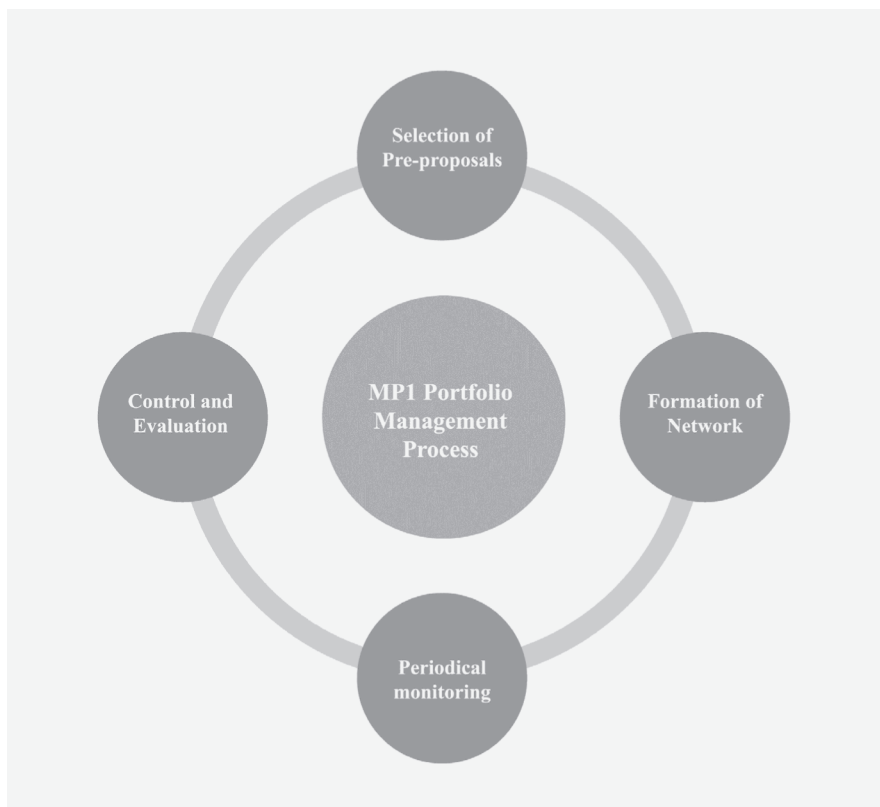 Selection of
Pre-proposals
Control and
Evaluation
MP1 Portfolio
Management
Process
Formation of
Network
Periodical
monitoring